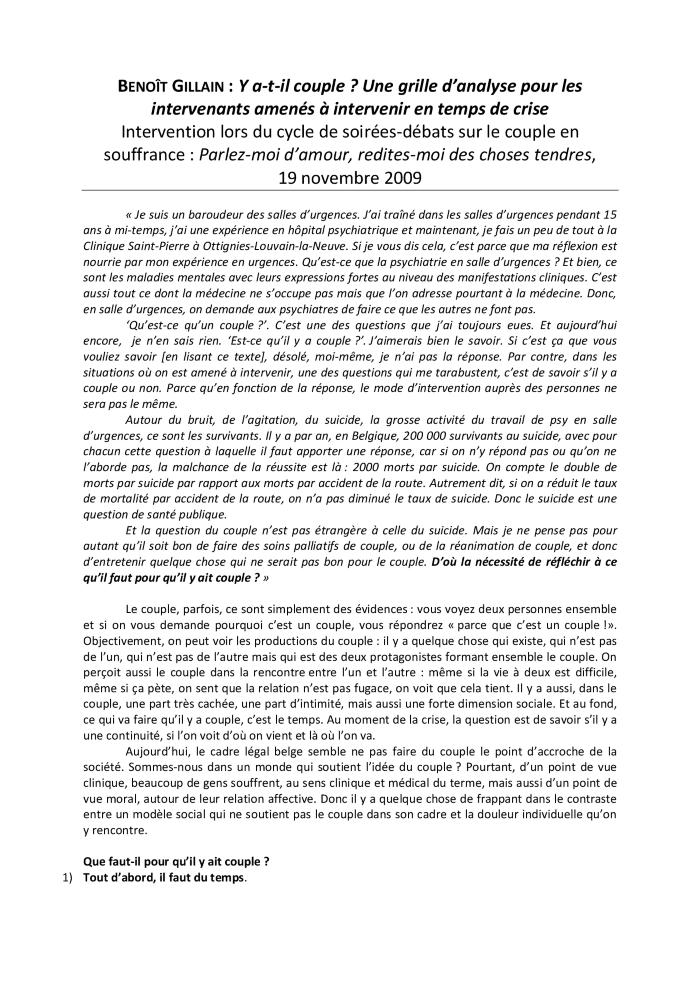 BENOÎT GILLAIN : Y a-t-il couple ? Une grille d’analyse pour les
intervenants amenés à intervenir en temps de crise
Intervention lors du cycle de soirées-débats sur le couple en
souffrance : Parlez-moi d’amour, redites-moi des choses tendres,
19 novembre 2009
« Je suis un baroudeur des salles d’urgences. J’ai traîné dans les salles d’urgences pendant 15
ans à mi-temps, j’ai une expérience en hôpital psychiatrique et maintenant, je fais un peu de tout à la
Clinique Saint-Pierre à Ottignies-Louvain-la-Neuve. Si je vous dis cela, c’est parce que ma réflexion est
nourrie par mon expérience en urgences. Qu’est-ce que la psychiatrie en salle d’urgences ? Et bien, ce
sont les maladies mentales avec leurs expressions fortes au niveau des manifestations cliniques. C’est
aussi tout ce dont la médecine ne s’occupe pas mais que l’on adresse pourtant à la médecine. Donc,
en salle d’urgences, on demande aux psychiatres de faire ce que les autres ne font pas.
‘Qu’est-ce qu’un couple ?’. C’est une des questions que j’ai toujours eues. Et aujourd’hui
encore, je n’en sais rien. ‘Est-ce qu’il y a couple ?’. J’aimerais bien le savoir. Si c’est ça que vous
vouliez savoir [en lisant ce texte], désolé, moi-même, je n’ai pas la réponse. Par contre, dans les
situations où on est amené à intervenir, une des questions qui me tarabustent, c’est de savoir s’il y a
couple ou non. Parce qu’en fonction de la réponse, le mode d’intervention auprès des personnes ne
sera pas le même.
Autour du bruit, de l’agitation, du suicide, la grosse activité du travail de psy en salle
d’urgences, ce sont les survivants. Il y a par an, en Belgique, 200 000 survivants au suicide, avec pour
chacun cette question à laquelle il faut apporter une réponse, car si on n’y répond pas ou qu’on ne
l’aborde pas, la malchance de la réussite est là : 2000 morts par suicide. On compte le double de
morts par suicide par rapport aux morts par accident de la route. Autrement dit, si on a réduit le taux
de mortalité par accident de la route, on n’a pas diminué le taux de suicide. Donc le suicide est une
question de santé publique.
Et la question du couple n’est pas étrangère à celle du suicide. Mais je ne pense pas pour
autant qu’il soit bon de faire des soins palliatifs de couple, ou de la réanimation de couple, et donc
d’entretenir quelque chose qui ne serait pas bon pour le couple. D’où la nécessité de réfléchir à ce
qu’il faut pour qu’il y ait couple ? »
Le couple, parfois, ce sont simplement des évidences : vous voyez deux personnes ensemble
et si on vous demande pourquoi c’est un couple, vous répondrez « parce que c’est un couple !».
Objectivement, on peut voir les productions du couple : il y a quelque chose qui existe, qui n’est pas
de l’un, qui n’est pas de l’autre mais qui est des deux protagonistes formant ensemble le couple. On
perçoit aussi le couple dans la rencontre entre l’un et l’autre : même si la vie à deux est difficile,
même si ça pète, on sent que la relation n’est pas fugace, on voit que cela tient. Il y a aussi, dans le
couple, une part très cachée, une part d’intimité, mais aussi une forte dimension sociale. Et au fond,
ce qui va faire qu’il y a couple, c’est le temps. Au moment de la crise, la question est de savoir s’il y a
une continuité, si l’on voit d’où on vient et là où l’on va.
Aujourd’hui, le cadre légal belge semble ne pas faire du couple le point d’accroche de la
société. Sommes-nous dans un monde qui soutient l’idée du couple ? Pourtant, d’un point de vue
clinique, beaucoup de gens souffrent, au sens clinique et médical du terme, mais aussi d’un point de
vue moral, autour de leur relation affective. Donc il y a quelque chose de frappant dans le contraste
entre un modèle social qui ne soutient pas le couple dans son cadre et la douleur individuelle qu’on
y rencontre.
Que faut-il pour qu’il y ait couple ?
1) Tout d’abord, il faut du temps.